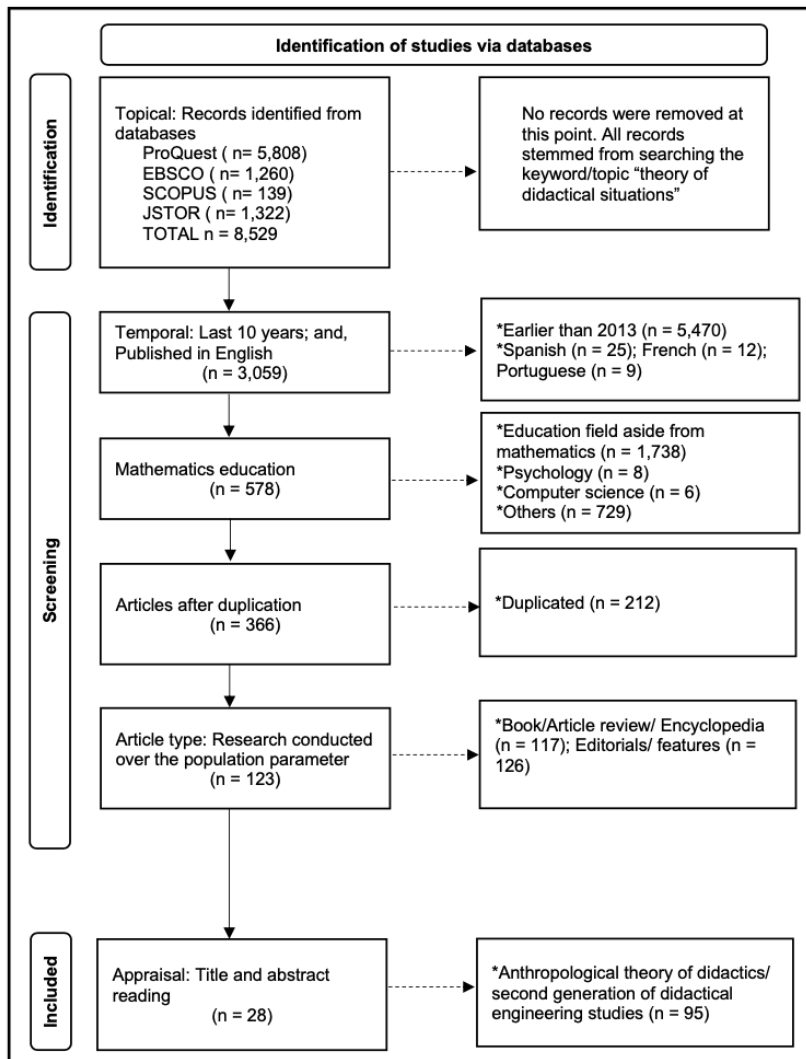 Identification of studies via databases
Identification
Topical: Records identified from
databases
ProQuest ( n= 5,808)
EBSCO ( n= 1,260)
SCOPUS ( n= 139)
JSTOR ( n= 1,322)
TOTAL n = 8,529
No records were removed at
this point. All records
stemmed from searching the
keyword/topic “theory of
didactical situations”
Screening
Temporal: Last 10 years; and,
Published in English
(n = 3,059)
*Earlier than 2013 (n = 5,470)
*Spanish (n = 25); French (n = 12);
Portuguese (n = 9)
Mathematics education
(n = 578)
*Education field aside from
mathematics (n = 1,738)
*Psychology (n = 8)
*Computer science (n = 6)
*Others (n = 729)
Articles after duplication
(n = 366)
*Duplicated (n = 212)
Article type: Research conducted
over the population parameter
(n = 123)
*Book/Article review/ Encyclopedia
(n = 117); Editorials/ features (n =
126)
Included
Appraisal: Title and abstract
reading
(n = 28)
*Anthropological theory of didactics/
second generation of didactical
engineering studies (n = 95)